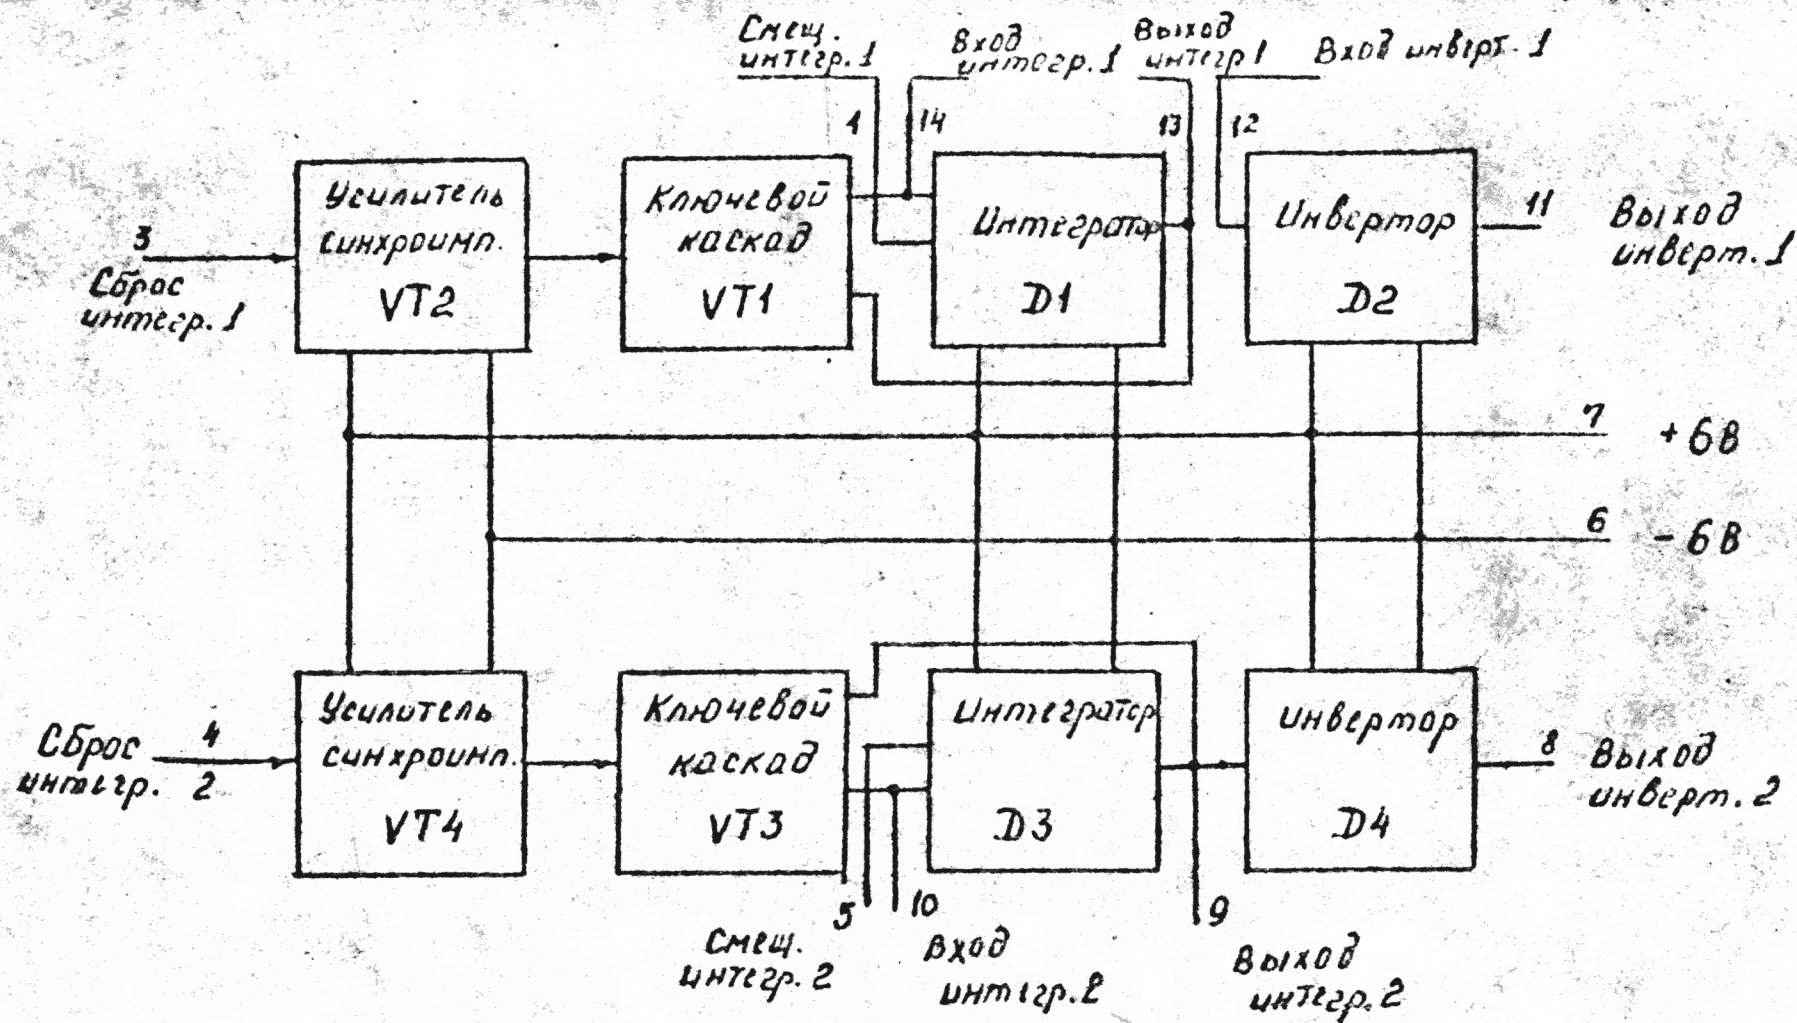 Смещ.
интегр. 1
Вход
интегр. 1
Выход
интегр 1
Вход инверт. 1
1
14
13
12
Усилитель
синхроимп.
VT2
Ключевой
каскад
VT1
Интегратор
D1
Инвертор
D2
11
Выход
инверт. 1
3
Сброс
интегр. 1
7
+ 6В
6
- 6В
Сброс
интегр.
4
2
Усилитель
синхроимп.
VT4
Ключевой
каскад
VT3
Интегратор
D3
инвертор
D4
8
Выход
инверт. 2
5
10
9
Смещ.
интегр. 2
Вход
интегр. 2
Выход
интегр. 2